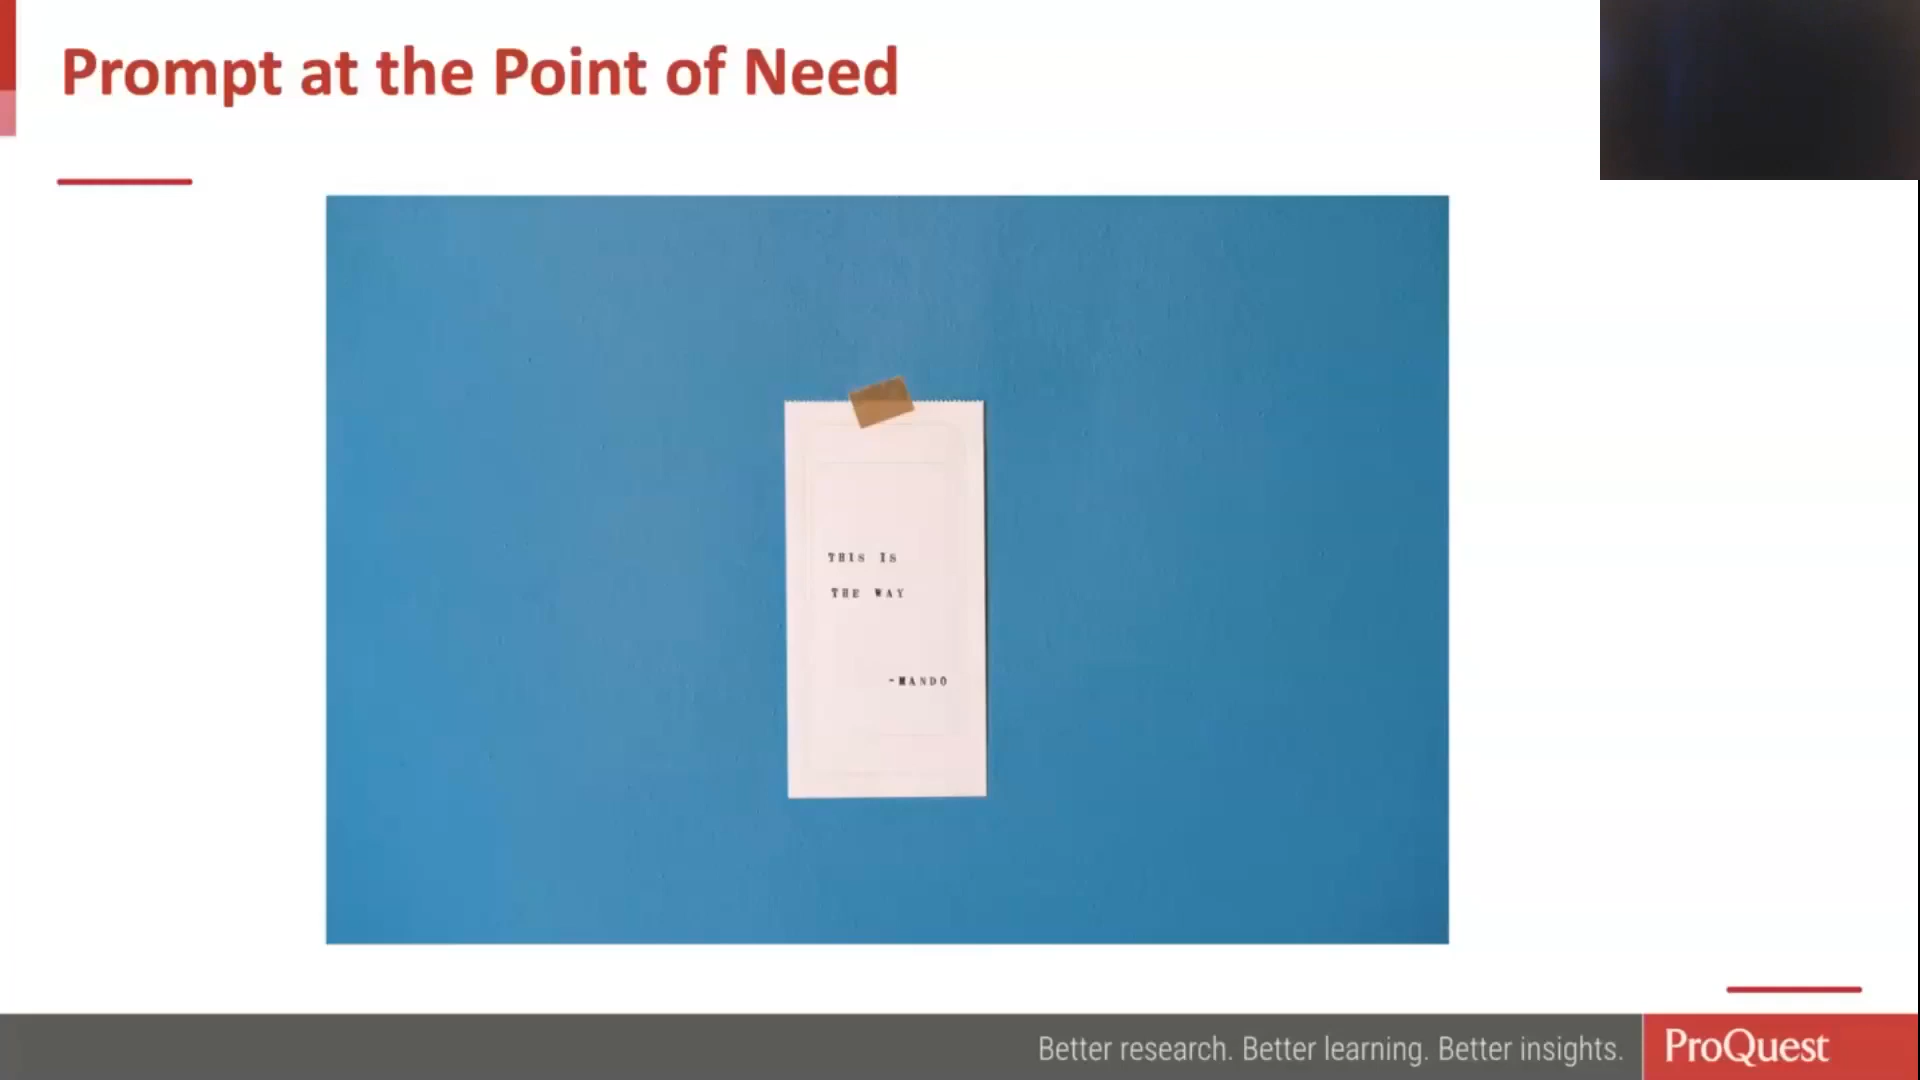 Prompt at the Point of Need
THIS IS
THE WAY
-MANDO
Better research. Better learning. Better insights.
ProQuest